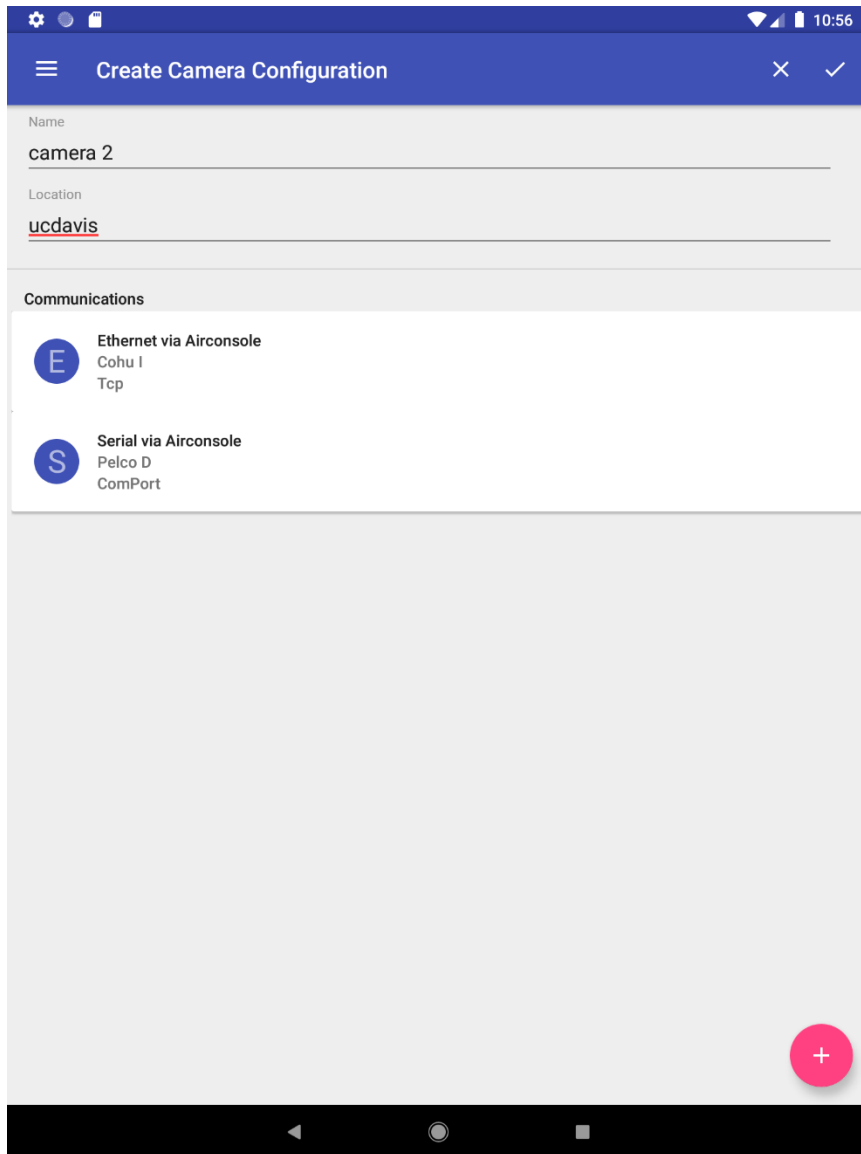 10:56
Create Camera Configuration
Name
camera 2
Location
ucdavis
Communications
E
Ethernet via Airconsole
Cohu I
Tcp
S
Serial via Airconsole
Pelco D
ComPort